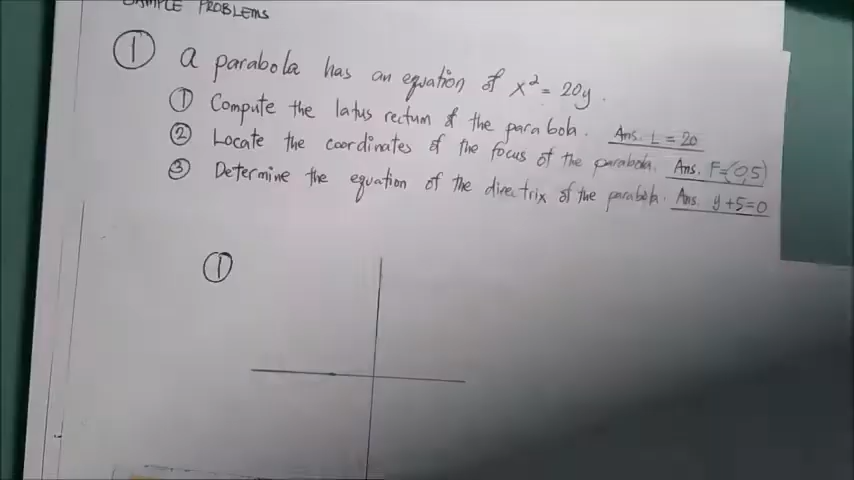 EXAMPLE PROBLEMS
① a parabola has an equation of x² = 20y.
① Compute the latus rectum of the parabola. Ans. L = 20
② Locate the coordinates of the focus of the parabola. Ans. F=(0,5)
③ Determine the equation of the directrix of the parabola. Ans. y+5=0
①